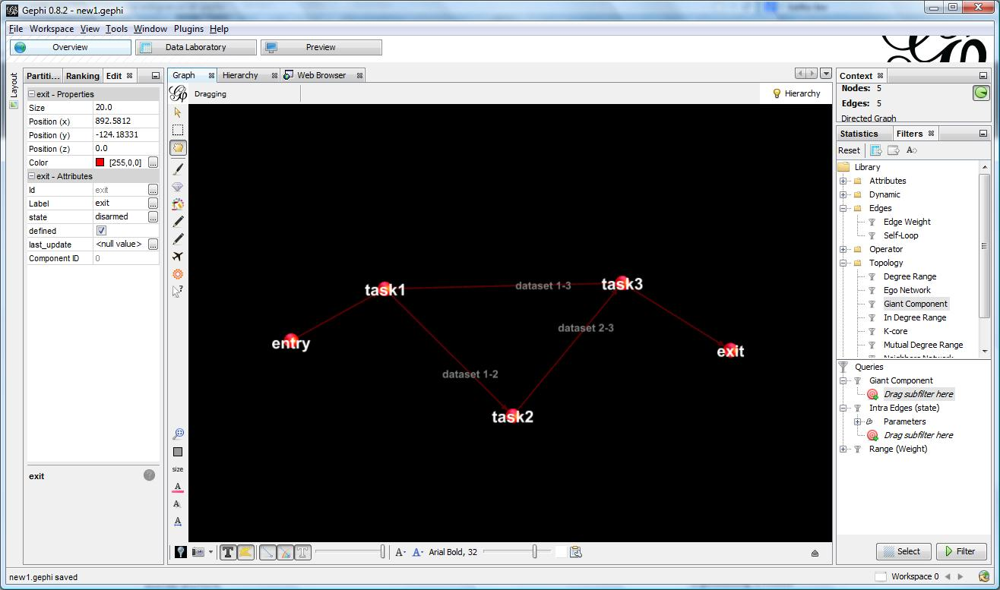 Gephi 0.8.2 - new1.gephi
File Workspace View Tools Window Plugins Help
Overview Data Laboratory Preview
Layout
Partiti... Ranking Edit
exit - Properties
Size 20.0
Position (x) 892.5812
Position (y) -124.18331
Position (z) 0.0
Color [255,0,0] ...
exit - Attributes
Id exit ...
Label exit ...
state disarmed ...
defined
last_update <null value> ...
Component ID 0
exit
Graph Hierarchy Web Browser
Dragging Hierarchy
size
task1
dataset 1-3
task3
dataset 2-3
entry
exit
dataset 1-2
task2
Arial Bold, 32
Context
Nodes: 5
Edges: 5
Directed Graph
Statistics Filters
Reset
Library
Attributes
Dynamic
Edges
Edge Weight
Self-Loop
Operator
Topology
Degree Range
Ego Network
Giant Component
In Degree Range
K-core
Mutual Degree Range
Neighbors Network
Queries
Giant Component
Drag subfilter here
Intra Edges (state)
Parameters
Drag subfilter here
Range (Weight)
Select Filter
new1.gephi saved
Workspace 0